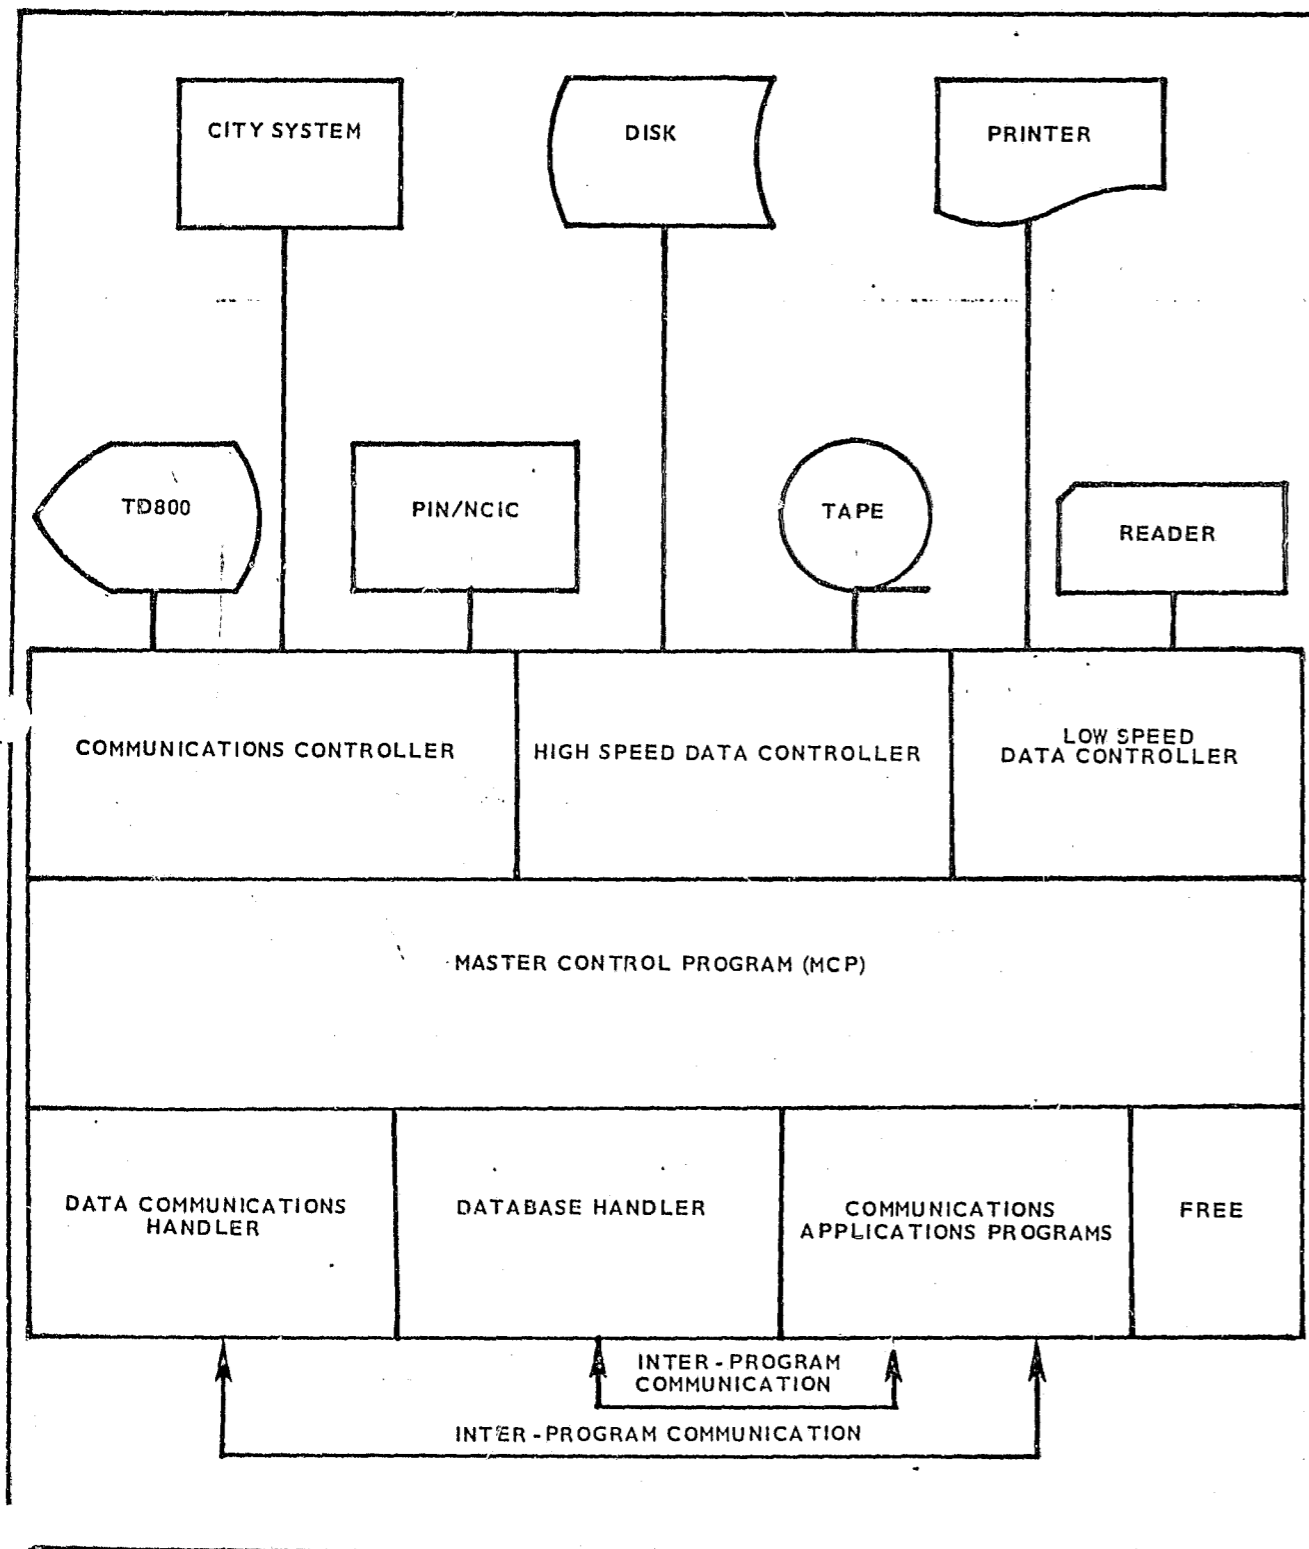 CITY SYSTEM
DISK
PRINTER
TD800
PIN/NCIC
TAPE
READER
COMMUNICATIONS CONTROLLER
HIGH SPEED DATA CONTROLLER
LOW SPEED
DATA CONTROLLER
MASTER CONTROL PROGRAM (MCP)
DATA COMMUNICATIONS
HANDLER
DATABASE HANDLER
COMMUNICATIONS
APPLICATIONS PROGRAMS
FREE
INTER-PROGRAM
COMMUNICATION
INTER-PROGRAM COMMUNICATION